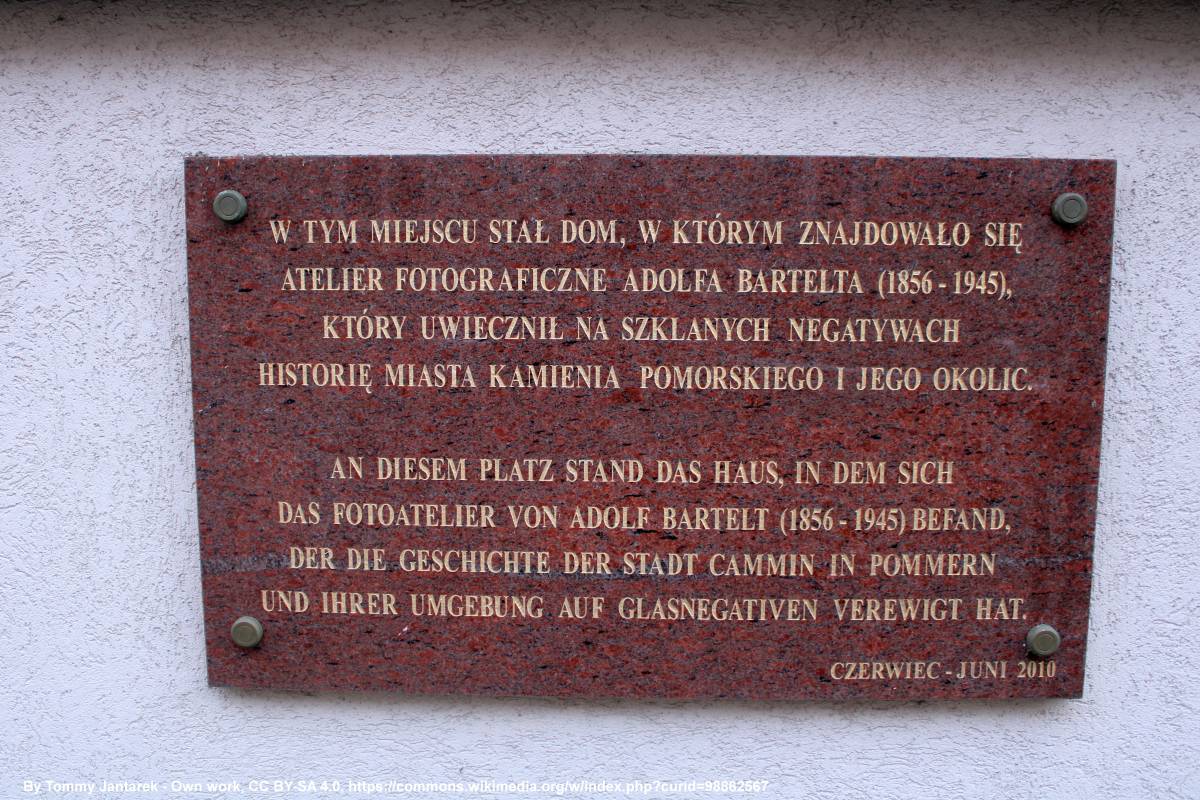 W TYM MIEJSCU STAŁ DOM, W KTÓRYM ZNAJDOWAŁO SIĘ
ATELIER FOTOGRAFICZNE ADOLFA BARTELTA (1856 - 1945),
KTÓRY UWIECZNIŁ NA SZKLANYCH NEGATYWACH
HISTORIĘ MIASTA KAMIENIA POMORSKIEGO I JEGO OKOLIC.
AN DIESEM PLATZ STAND DAS HAUS, IN DEM SICH
DAS FOTOATELIER VON ADOLF BARTELT (1856 - 1945) BEFAND,
DER DIE GESCHICHTE DER STADT CAMMIN IN POMMERN
UND IHRER UMGEBUNG AUF GLASNEGATIVEN VEREWIGT HAT.
CZERWIEC - JUNI 2010
By Tommy Jantarek - Own work, CC BY-SA 4.0, https://commons.wikimedia.org/w/index.php?curid=98862567